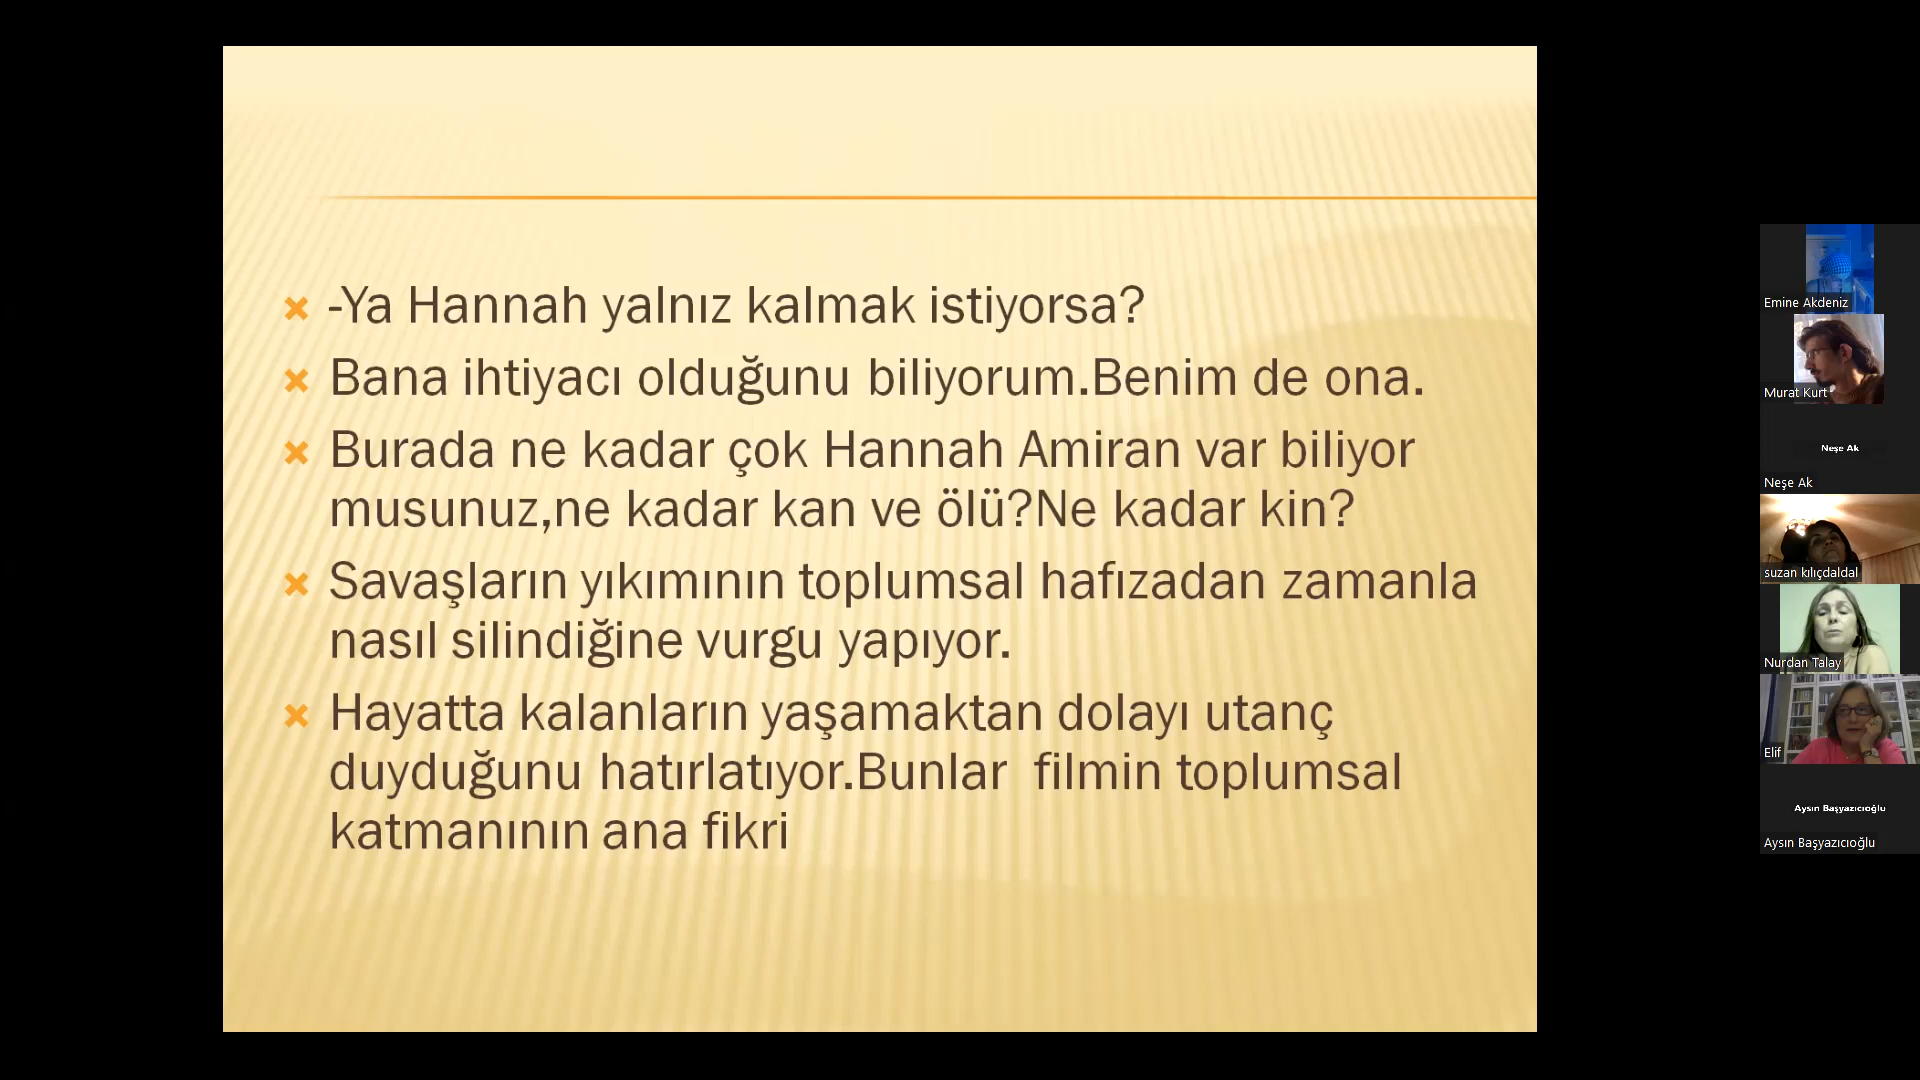 -Ya Hannah yalnız kalmak istiyorsa?
Bana ihtiyacı olduğunu biliyorum.Benim de ona.
Burada ne kadar çok Hannah Amiran var biliyor
musunuz,ne kadar kan ve ölü?Ne kadar kin?
Savaşların yıkımının toplumsal hafızadan zamanla
nasıl silindiğine vurgu yapıyor.
Hayatta kalanların yaşamaktan dolayı utanç
duyduğunu hatırlatıyor.Bunlar  filmin toplumsal
katmanının ana fikri
Emine Akdeniz
Murat Kurt
Neşe Ak
Neşe Ak
suzan kılıçdaldal
Nurdan Talay
Elif
Aysın Başyazıcıoğlu
Aysın Başyazıcıoğlu